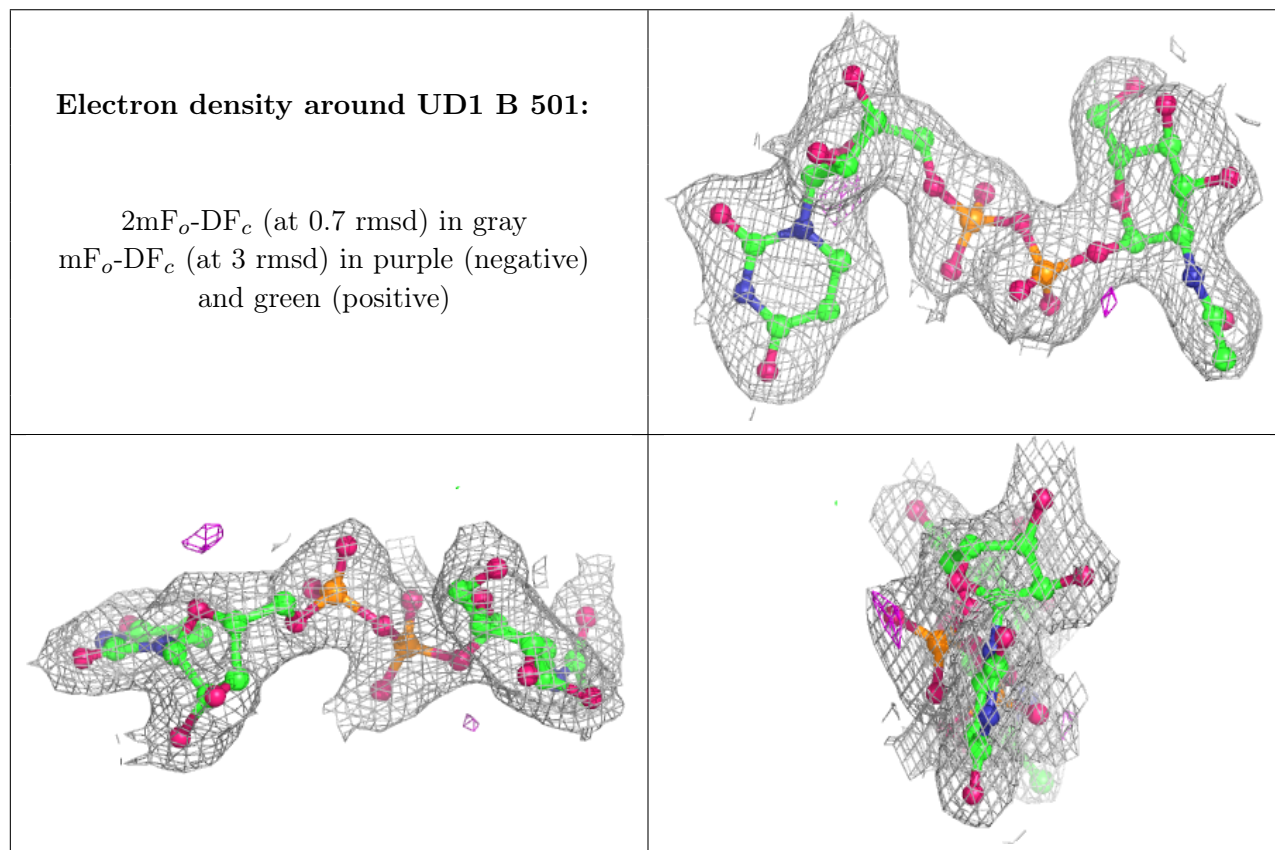 Electron density around UD1 B 501:
2mFₒ-DF𝒸 (at 0.7 rmsd) in gray
mFₒ-DF𝒸 (at 3 rmsd) in purple (negative)
and green (positive)